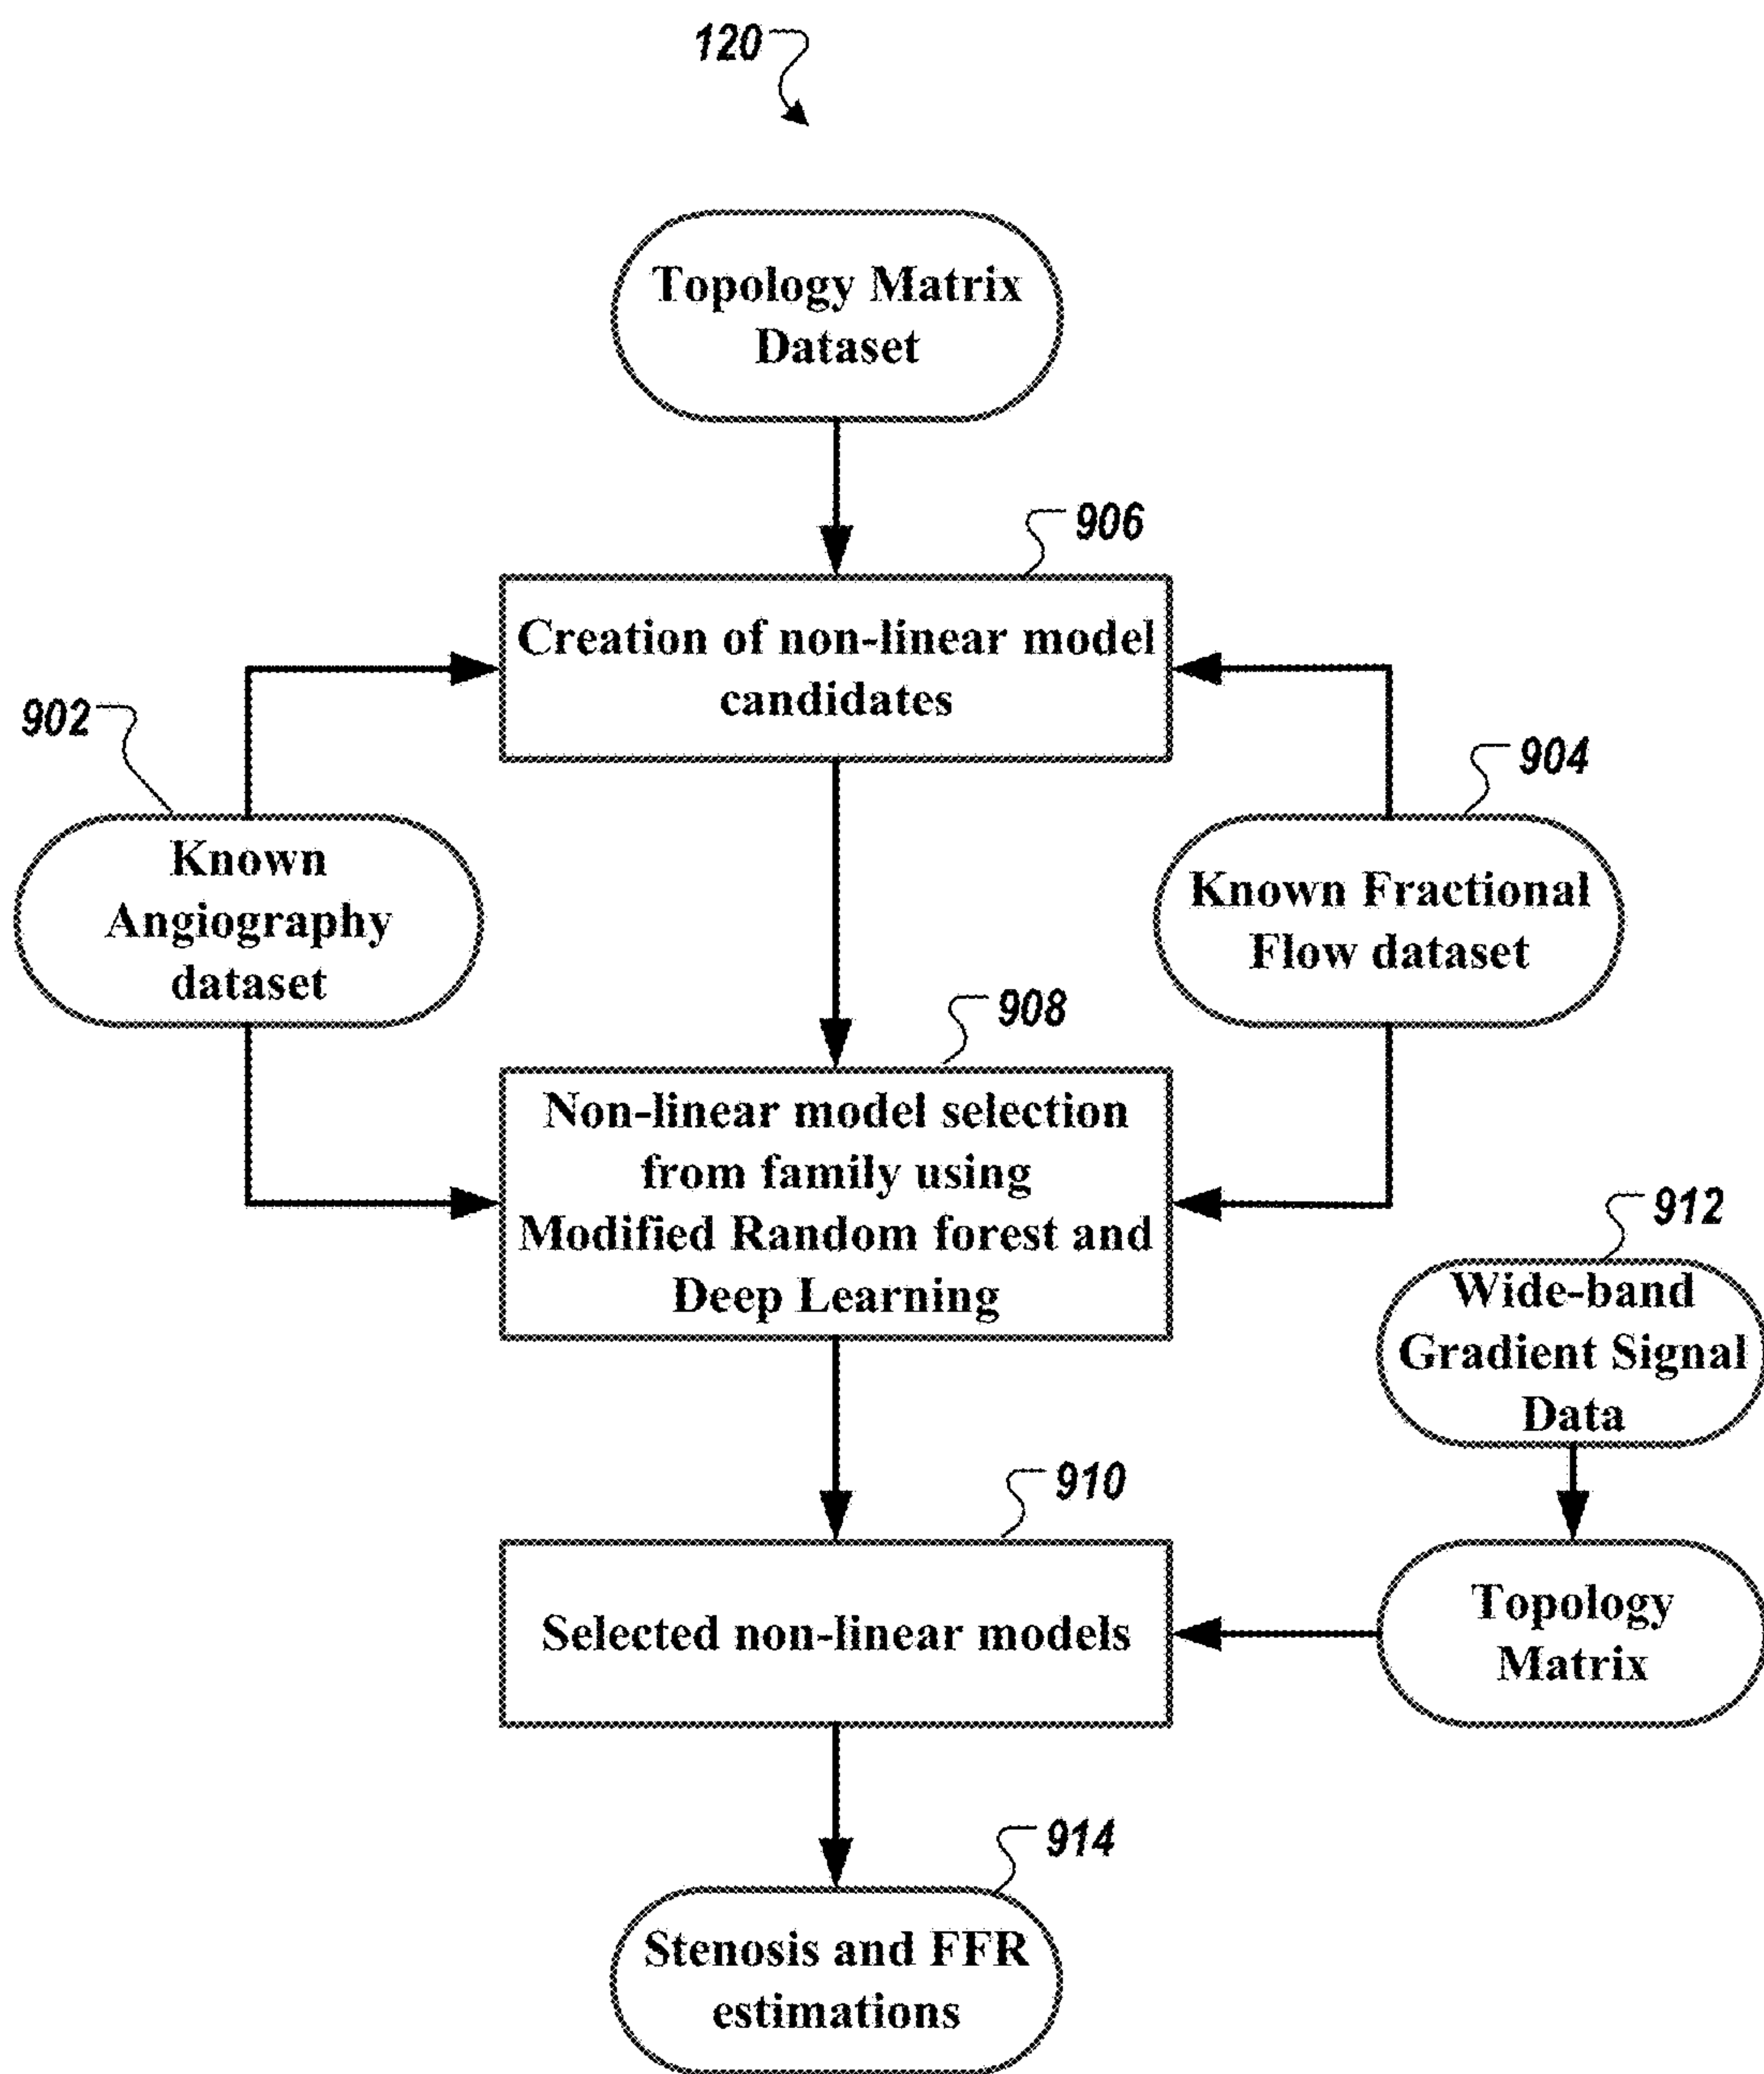 120
Topology Matrix
Dataset
906
Creation of non-linear model
candidates
902
Known
Angiography
dataset
904
Known Fractional
Flow dataset
908
Non-linear model selection
from family using
Modified Random forest and
Deep Learning
912
Wide-band
Gradient Signal
Data
910
Selected non-linear models
Topology
Matrix
914
Stenosis and FFR
estimations